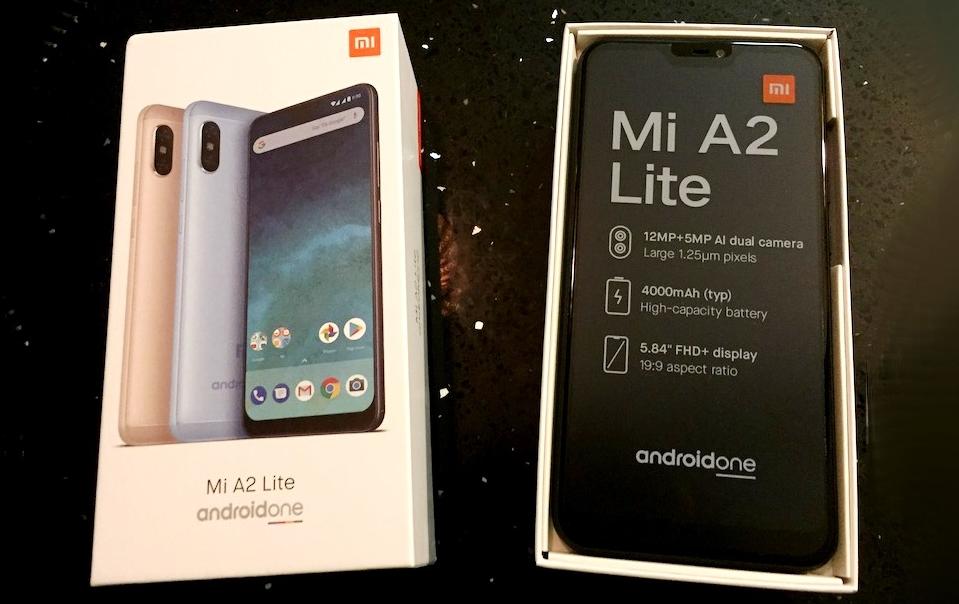 mi
Mi A2 Lite
androidone
mi
Mi A2
Lite
12MP+5MP AI dual camera
Large 1.25µm pixels
4000mAh (typ)
High-capacity battery
5.84" FHD+ display
19:9 aspect ratio
androidone